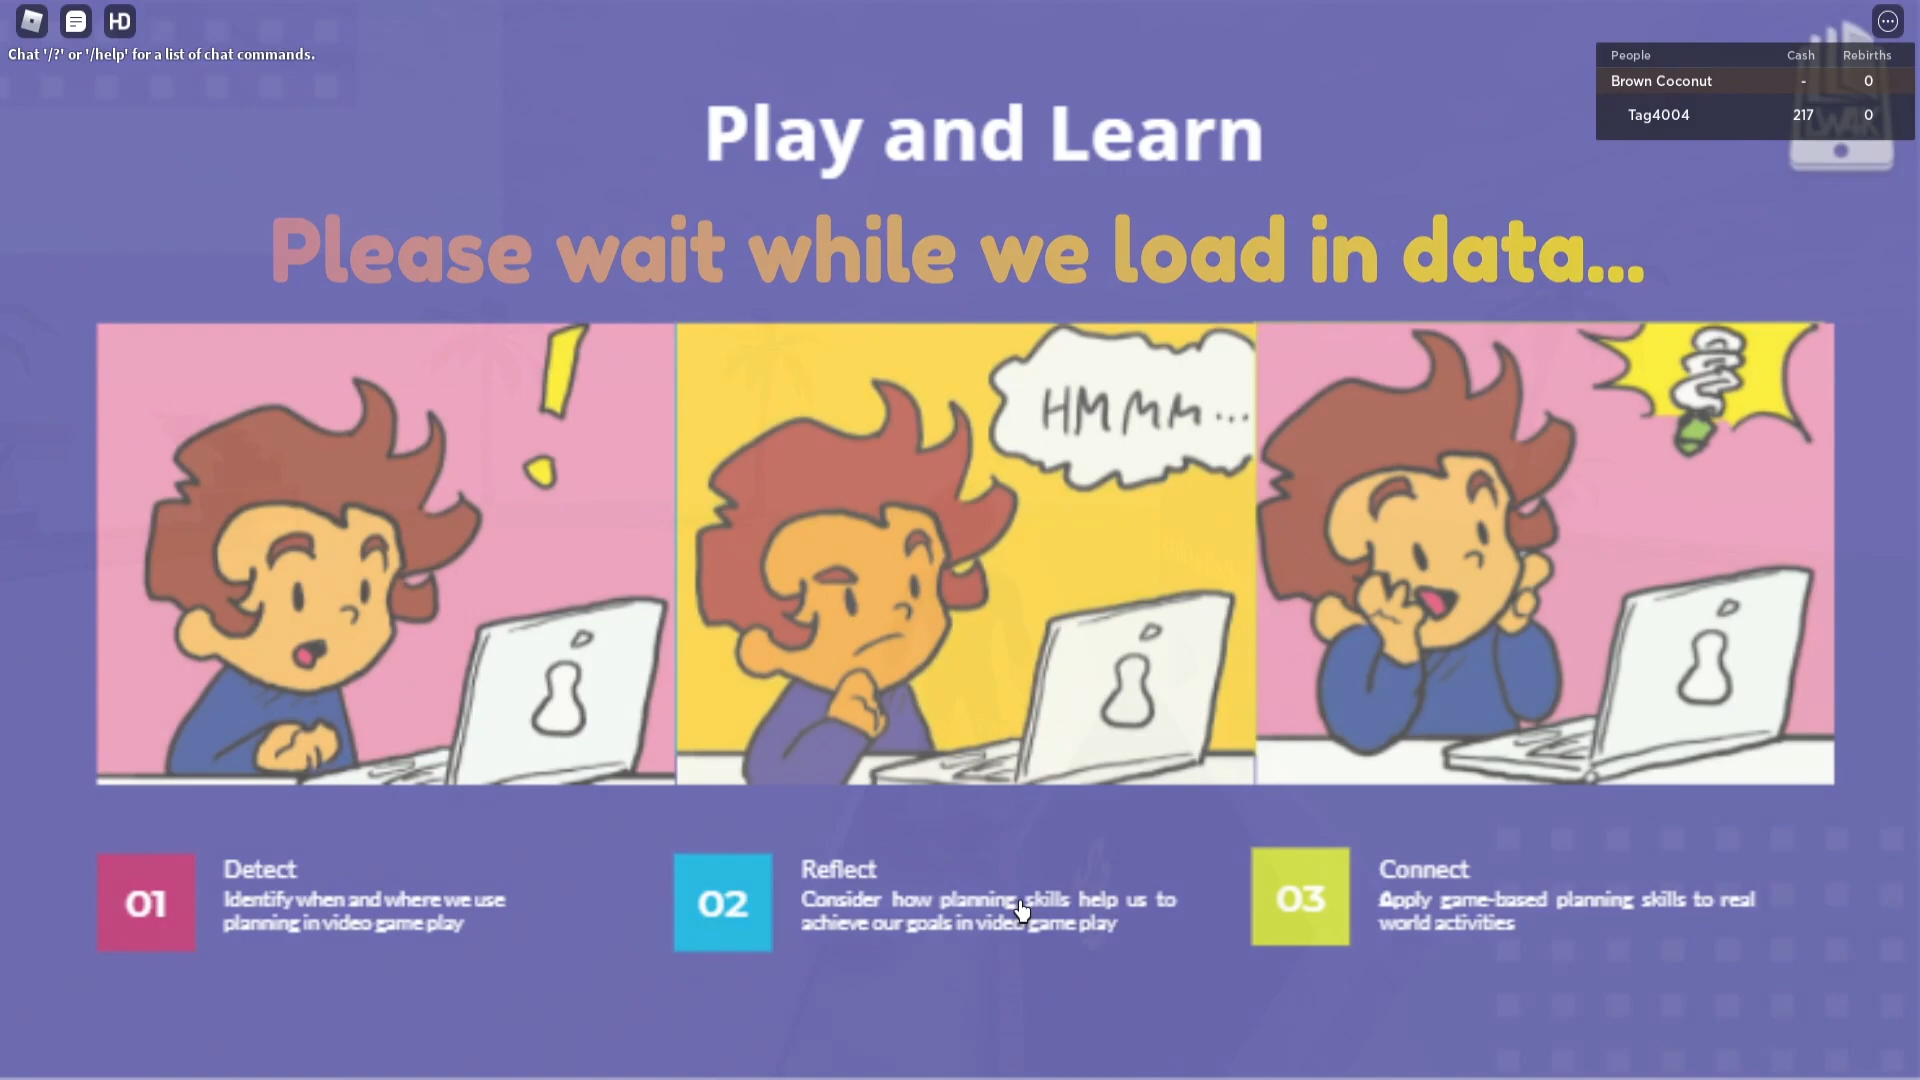 HD
Chat '/?' or '/help' for a list of chat commands.
People Cash Rebirths
Brown Coconut - 0
Tag4004 217 0
Play and Learn
Please wait while we load in data...
!
HMMM...
01
Detect
Identify when and where we use
planning in video game play
02
Reflect
Consider how planning skills help us to
achieve our goals in video game play
03
Connect
Apply game-based planning skills to real
world activities